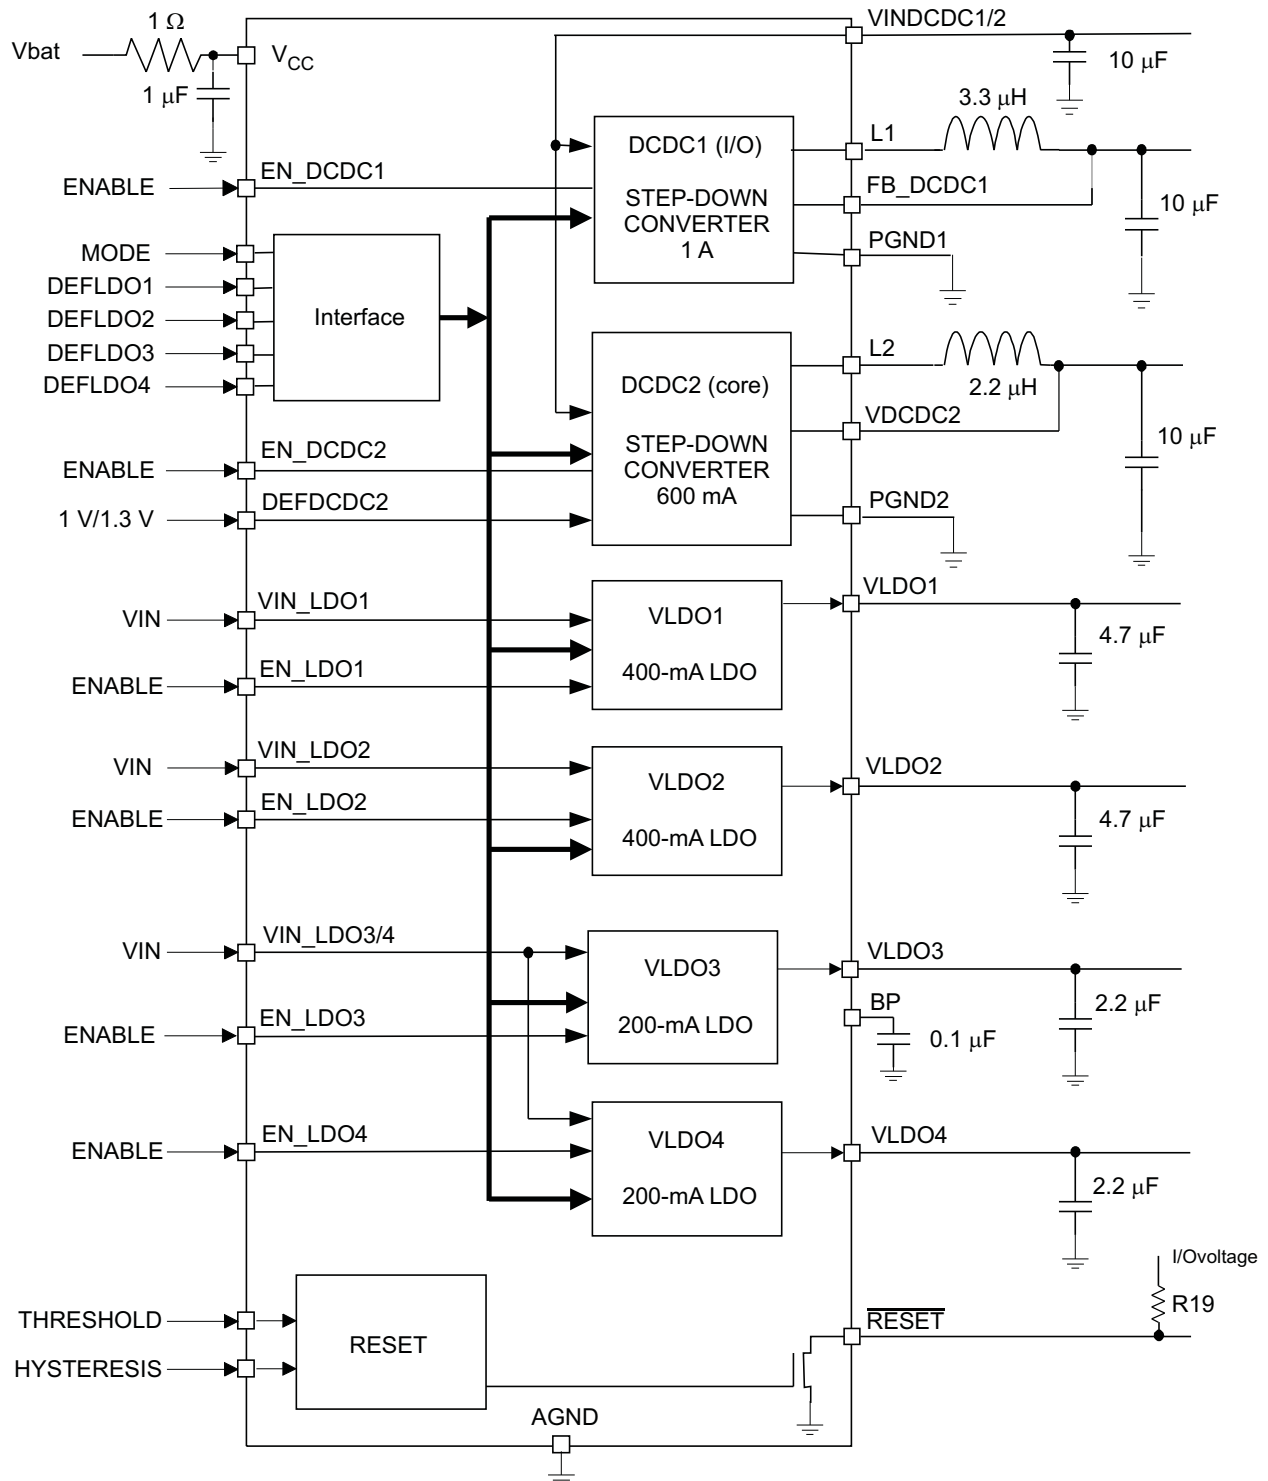 1 Ω
Vbat
VCC
1 μF
VINDCDC1/2
10 μF
3.3 μH
DCDC1 (I/O)
STEP-DOWN
CONVERTER
1 A
L1
FB_DCDC1
10 μF
PGND1
ENABLE
EN_DCDC1
MODE
DEFLDO1
DEFLDO2
DEFLDO3
DEFLDO4
Interface
DCDC2 (core)
STEP-DOWN
CONVERTER
600 mA
L2
2.2 μH
VDCDC2
10 μF
PGND2
ENABLE
EN_DCDC2
1 V/1.3 V
DEFDCDC2
VIN
VIN_LDO1
VLDO1
400-mA LDO
VLDO1
4.7 μF
ENABLE
EN_LDO1
VIN
VIN_LDO2
VLDO2
400-mA LDO
VLDO2
4.7 μF
ENABLE
EN_LDO2
VIN
VIN_LDO3/4
VLDO3
200-mA LDO
VLDO3
2.2 μF
BP
0.1 μF
ENABLE
EN_LDO3
ENABLE
EN_LDO4
VLDO4
200-mA LDO
VLDO4
2.2 μF
I/Ovoltage
R19
THRESHOLD
HYSTERESIS
RESET
RESET
AGND